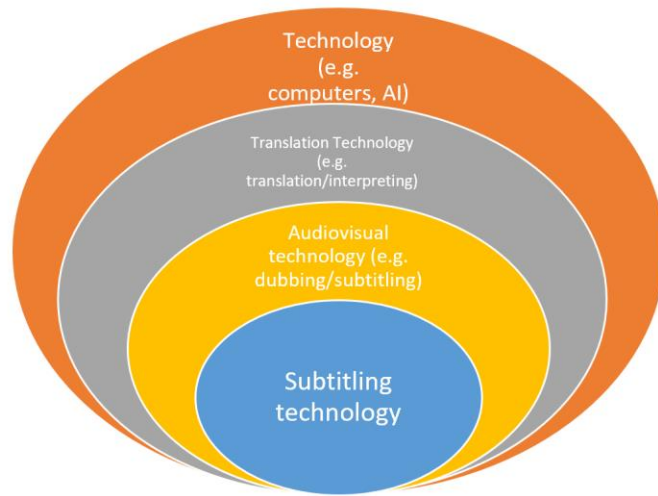 Technology
(e.g.
computers, AI)
Translation Technology
(e.g.
translation/interpreting)
Audiovisual
technology (e.g.
dubbing/subtitling)
Subtitling
technology